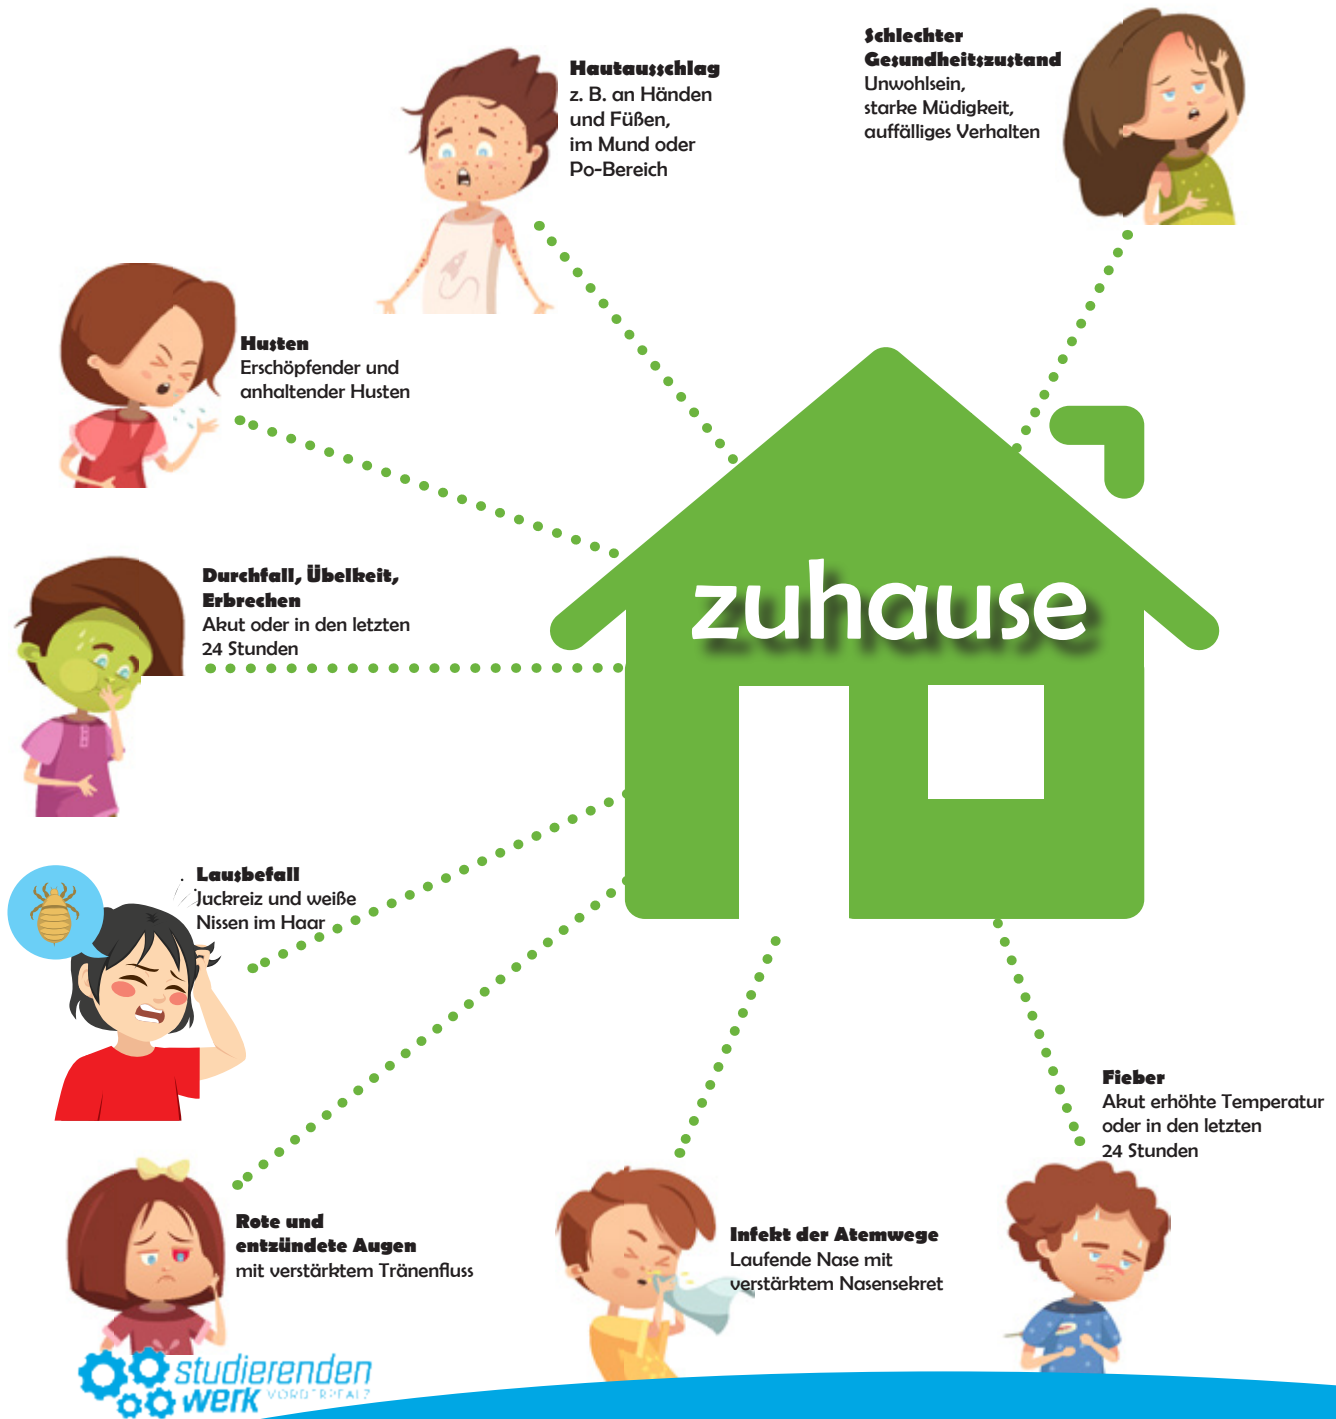 Schlechter
Gesundheitszustand
Unwohlsein,
starke Müdigkeit,
auffälliges Verhalten
Hautausschlag
z. B. an Händen
und Füßen,
im Mund oder
Po-Bereich
Husten
Erschöpfender und
anhaltender Husten
zuhause
Durchfall, Übelkeit,
Erbrechen
Akut oder in den letzten
24 Stunden
Lausbefall
Juckreiz und weiße
Nissen im Haar
Fieber
Akut erhöhte Temperatur
oder in den letzten
24 Stunden
Rote und
entzündete Augen
mit verstärktem Tränenfluss
Infekt der Atemwege
Laufende Nase mit
verstärktem Nasensekret
studierenden
werk VORDERPFALZ